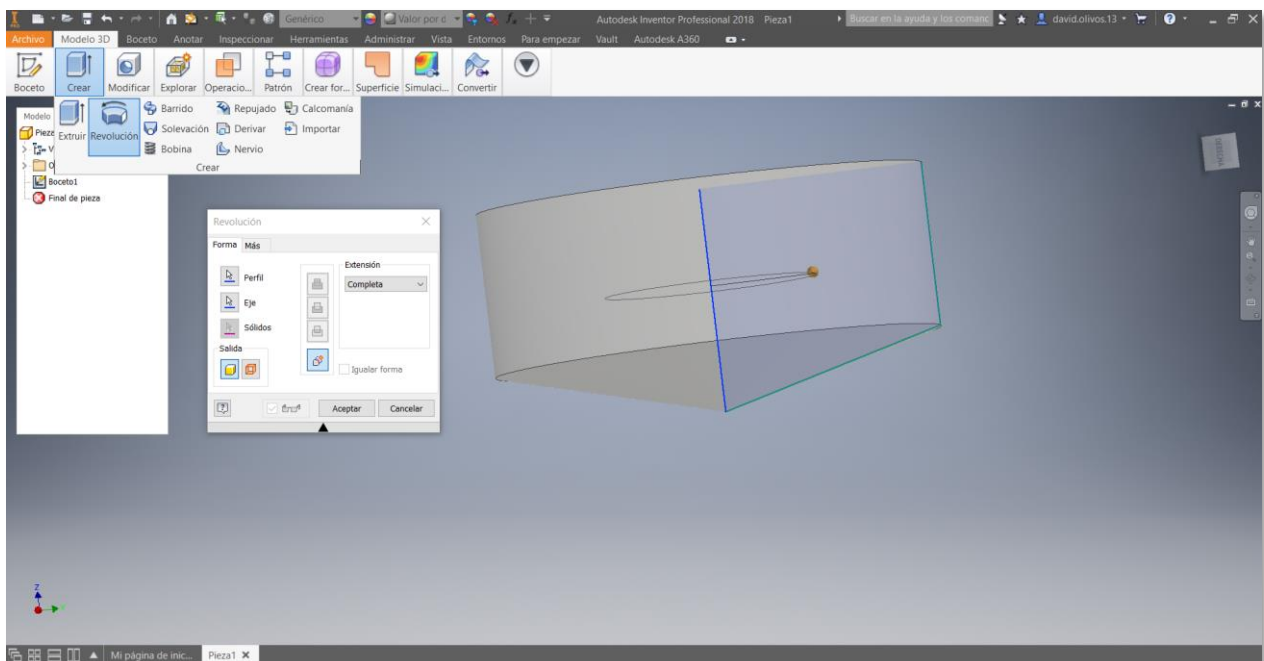 Genérico
Valor por d
Autodesk Inventor Professional 2018 Pieza1
Buscar en la ayuda y los comanc
david.olivos.13
Archivo Modelo 3D Boceto Anotar Inspeccionar Herramientas Administrar Vista Entornos Para empezar Vault Autodesk A360
Boceto Crear Modificar Explorar Operacio... Patrón Crear for... Superficie Simulaci... Convertir
Modelo
Extruir Revolución
Barrido Repujado Calcomanía
Solevación Derivar Importar
Bobina Nervio
Crear
Pieza
V
O
Boceto1
Final de pieza
Revolución
Forma Más
Perfil
Eje
Sólidos
Salida
Extensión
Completa
Igualar forma
Aceptar Cancelar
DERECHA
Z
Mi página de inic... Pieza1